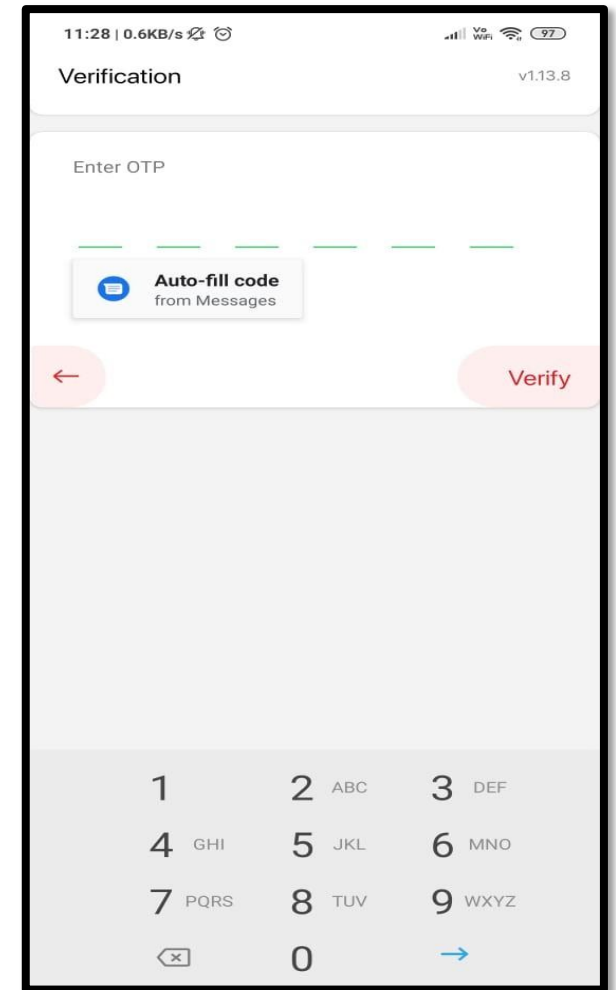 11:28 | 0.6KB/s Vo WiFi 97
Verification v1.13.8
Enter OTP
Auto-fill code
from Messages
← Verify
1 2 ABC 3 DEF
4 GHI 5 JKL 6 MNO
7 PQRS 8 TUV 9 WXYZ
0 →